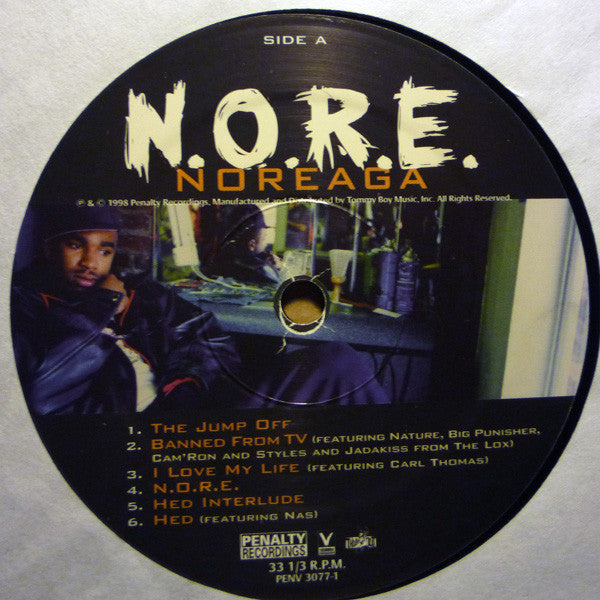 SIDE A
N.O.R.E.
NOREAGA
℗ & © 1998 Penalty Recordings. Manufactured and Distributed by Tommy Boy Music, Inc. All Rights Reserved.
1. THE JUMP OFF
2. BANNED FROM TV (FEATURING NATURE, BIG PUNISHER,
CAM'RON AND STYLES AND JADAKISS FROM THE LOX)
3. I LOVE MY LIFE (FEATURING CARL THOMAS)
4. N.O.R.E.
5. HED INTERLUDE
6. HED (FEATURING NAS)
PENALTY
RECORDINGS
V
33 1/3 R.P.M.
PENV 3077-1